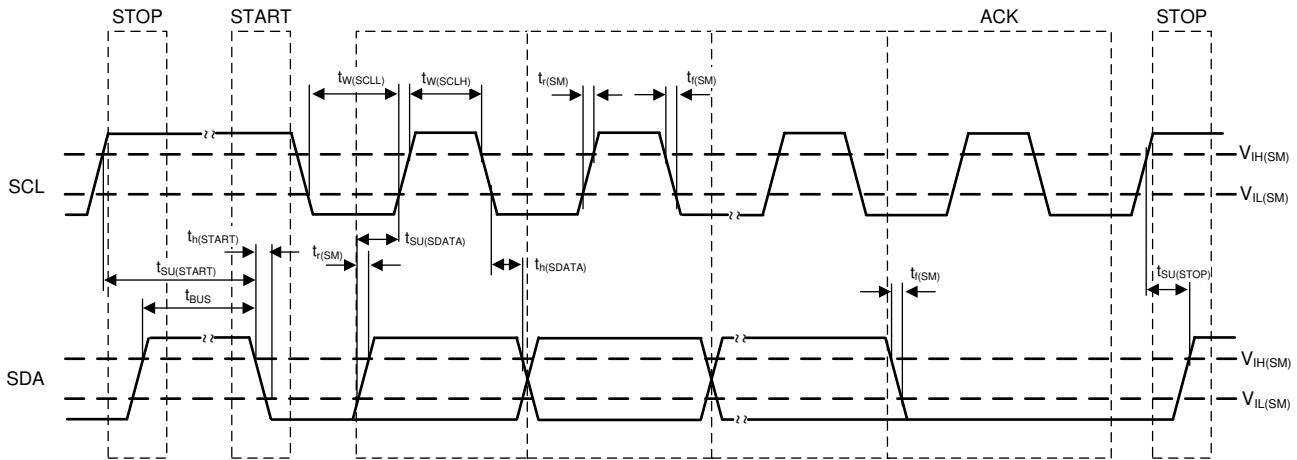 STOP START ACK STOP
tW(SCLL) tW(SCLH) tr(SM) tf(SM)
VIH(SM)
SCL
VIL(SM)
th(START) tr(SM) tSU(SDATA)
th(SDATA) tf(SM)
tSU(START) tSU(STOP)
tBUS
VIH(SM)
SDA
VIL(SM)